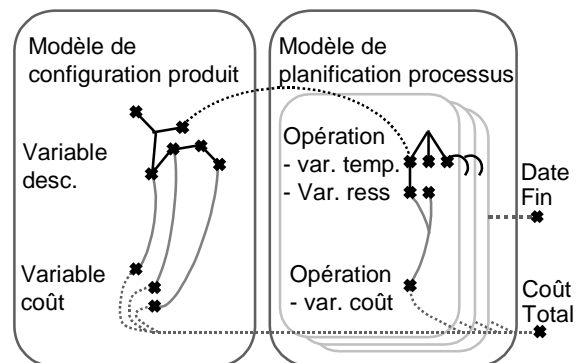 Modèle de
configuration produit
Variable
desc.
Variable
coût
Modèle de
planification processus
Opération
- var. temp.
- Var. ress
Opération
- var. coût
Date
Fin
Coût
Total